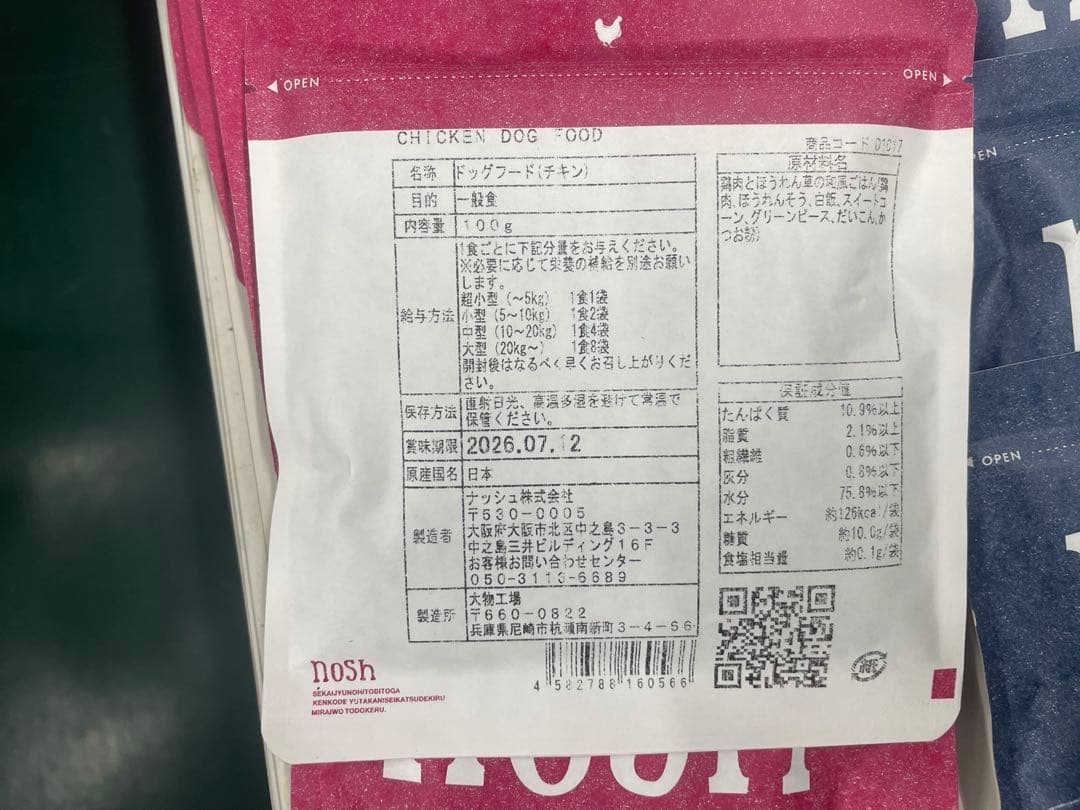 OPEN
OPEN
CHICKEN DOG FOOD
商品コード
名称 ドッグフード(チキン)
目的 一般食
内容量 100g
給与方法 1食ごとに下記分量をお与えください。
※必要に応じて栄養の補給を別途お願い
します。
超小型 (～5kg) 1食1袋
小型 (5～10kg) 1食2袋
中型 (10～20kg) 1食4袋
大型 (20kg～) 1食8袋
開封後はなるべく早くお召し上がりくだ
さい。
保存方法 直射日光、高温多湿を避けて常温で
保管ください。
賞味期限 2026.07.12
原産国名 日本
製造者 ナッシュ株式会社
〒530-0005
大阪府大阪市北区中之島3-3-3
中之島三井ビルディング16F
お客様お問い合わせセンター
050-3113-6689
製造所 大物工場
〒660-0822
兵庫県尼崎市杭瀬南新町3-4-56
原材料名
鶏肉とほうれん草の和風ごはん(鶏
肉、ほうれんそう、白飯、スイートコ
ーン、グリーンピース、だいこん、か
つお節)
保証成分値
たんぱく質 10.9%以上
脂質 2.1%以上
粗繊維 0.6%以下
灰分 0.8%以下
水分 75.8%以下
エネルギー 約126kcal/袋
糖質 約10.0g/袋
食塩相当量 約0.1g/袋
4 582788 160566
紙
nosh
SEKAIJYUNOHITOBITOGA
KENKODE YUTAKANISEIKATSUDEKIRU
MIRAIWO TODOKERU.
OPEN
nosh